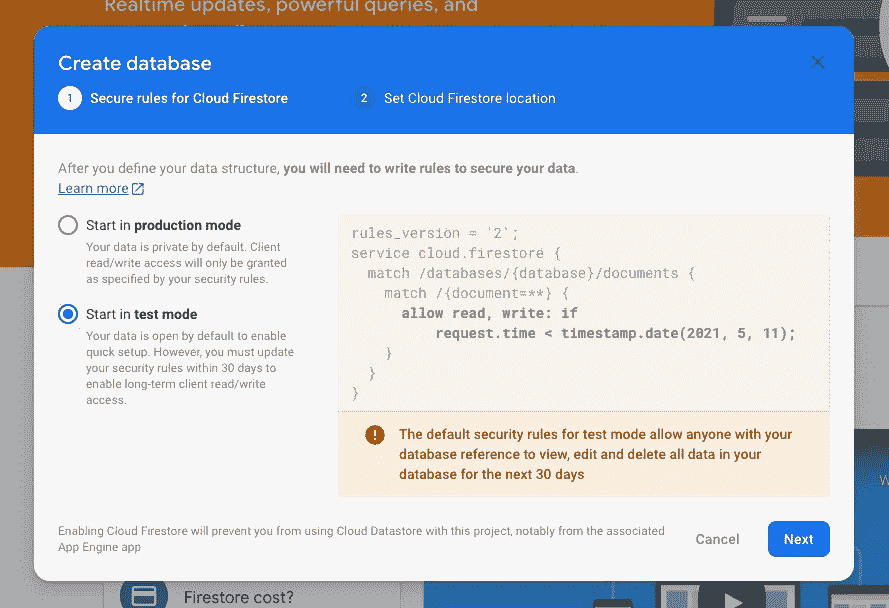 Realtime updates, powerful queries, and
Create database
1 Secure rules for Cloud Firestore 2 Set Cloud Firestore location
After you define your data structure, you will need to write rules to secure your data.
Learn more
Start in production mode
Your data is private by default. Client
read/write access will only be granted
as specified by your security rules.
Start in test mode
Your data is open by default to enable
quick setup. However, you must update
your security rules within 30 days to
enable long-term client read/write
access.
rules_version = '2';
service cloud.firestore {
match /databases/{database}/documents {
match /{document=**} {
allow read, write: if
request.time < timestamp.date(2021, 5, 11);
}
}
}
The default security rules for test mode allow anyone with your
database reference to view, edit and delete all data in your
database for the next 30 days
Enabling Cloud Firestore will prevent you from using Cloud Datastore with this project, notably from the associated
App Engine app
Cancel
Next
Firestore cost?